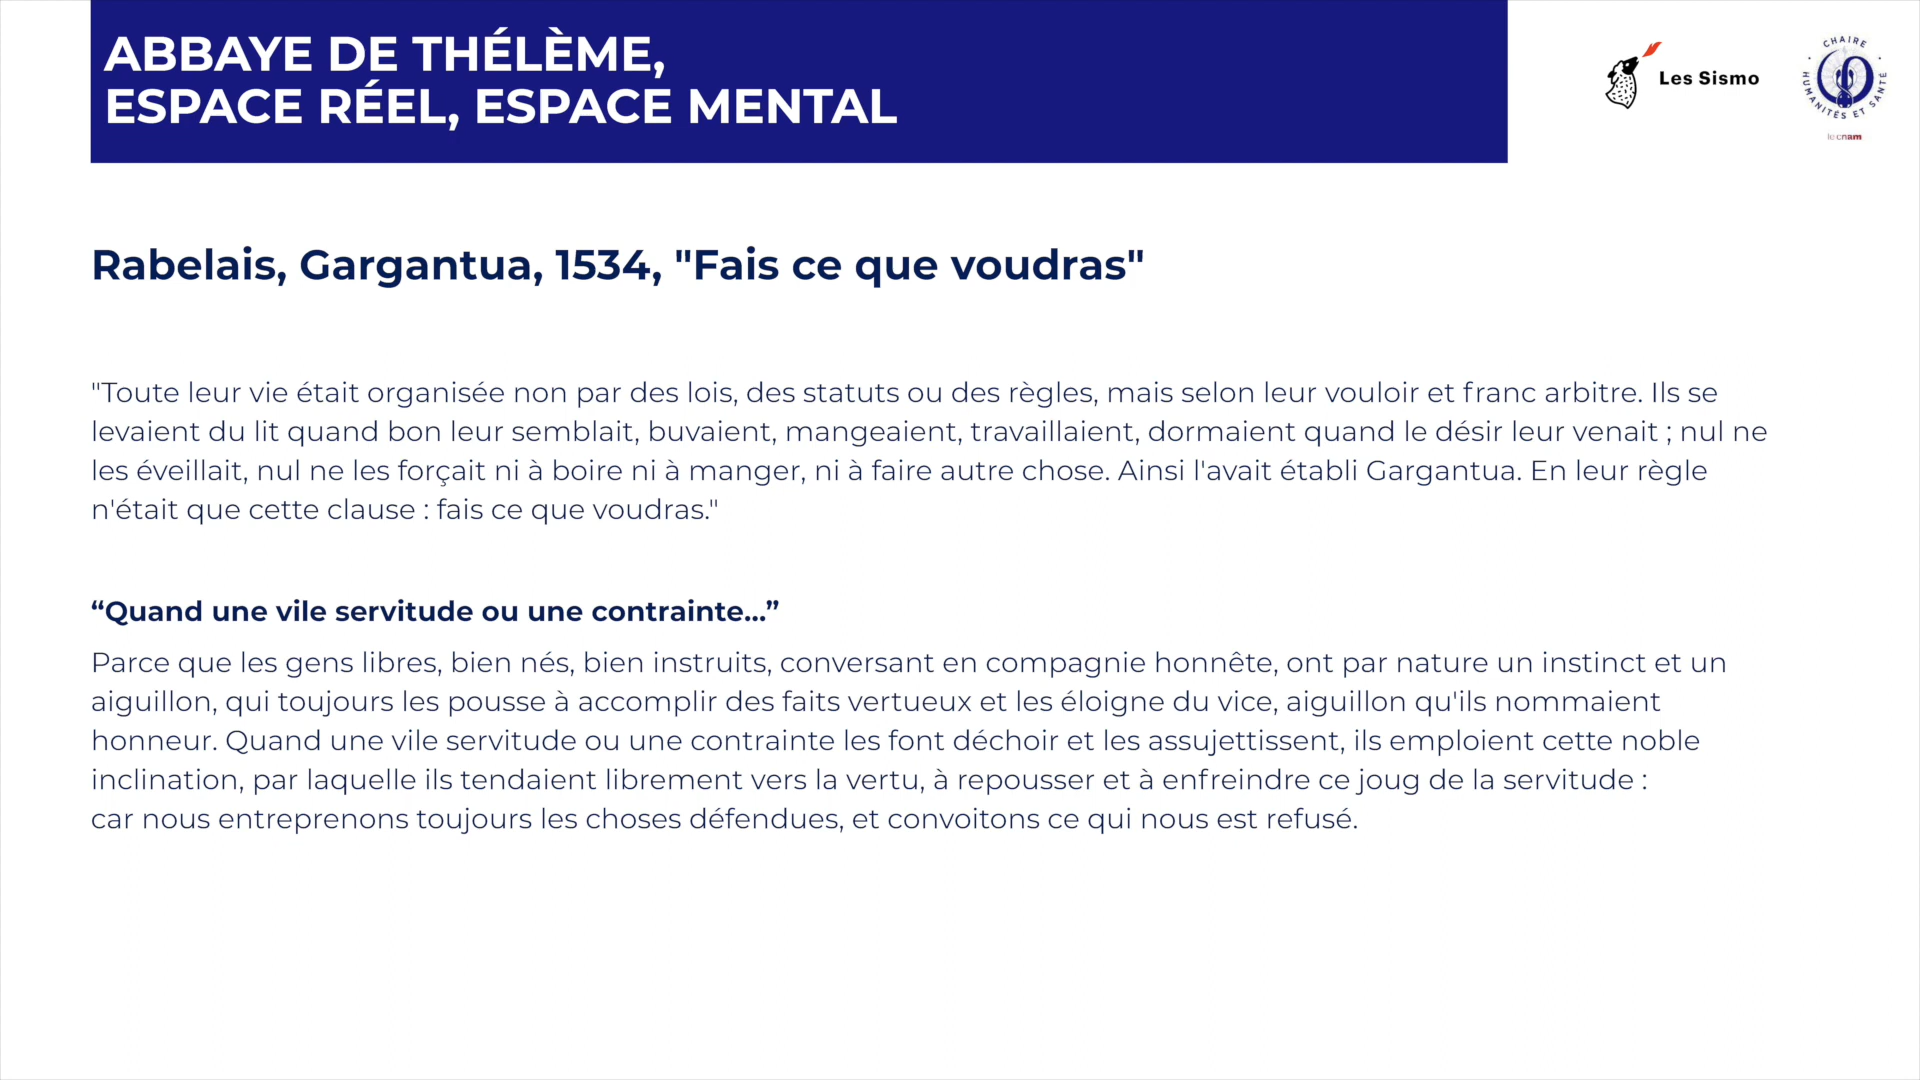 ABBAYE DE THÉLÈME,
ESPACE RÉEL, ESPACE MENTAL
Les Sismo
CHAIRE
HUMANITÉS ET SANTÉ
le cnam
Rabelais, Gargantua, 1534, "Fais ce que voudras"
"Toute leur vie était organisée non par des lois, des statuts ou des règles, mais selon leur vouloir et franc arbitre. Ils se
levaient du lit quand bon leur semblait, buvaient, mangeaient, travaillaient, dormaient quand le désir leur venait ; nul ne
les éveillait, nul ne les forçait ni à boire ni à manger, ni à faire autre chose. Ainsi l'avait établi Gargantua. En leur règle
n'était que cette clause : fais ce que voudras."
“Quand une vile servitude ou une contrainte...”
Parce que les gens libres, bien nés, bien instruits, conversant en compagnie honnête, ont par nature un instinct et un
aiguillon, qui toujours les pousse à accomplir des faits vertueux et les éloigne du vice, aiguillon qu'ils nommaient
honneur. Quand une vile servitude ou une contrainte les font déchoir et les assujettissent, ils emploient cette noble
inclination, par laquelle ils tendaient librement vers la vertu, à repousser et à enfreindre ce joug de la servitude :
car nous entreprenons toujours les choses défendues, et convoitons ce qui nous est refusé.